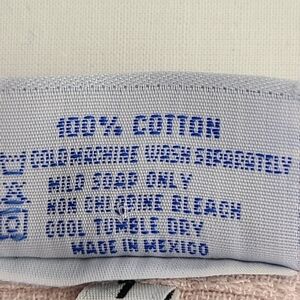 100% COTTON
COLD MACHINE WASH SEPARATELY
MILD SOAP ONLY
NON CHLORINE BLEACH
COOL TUMBLE DRY
MADE IN MEXICO